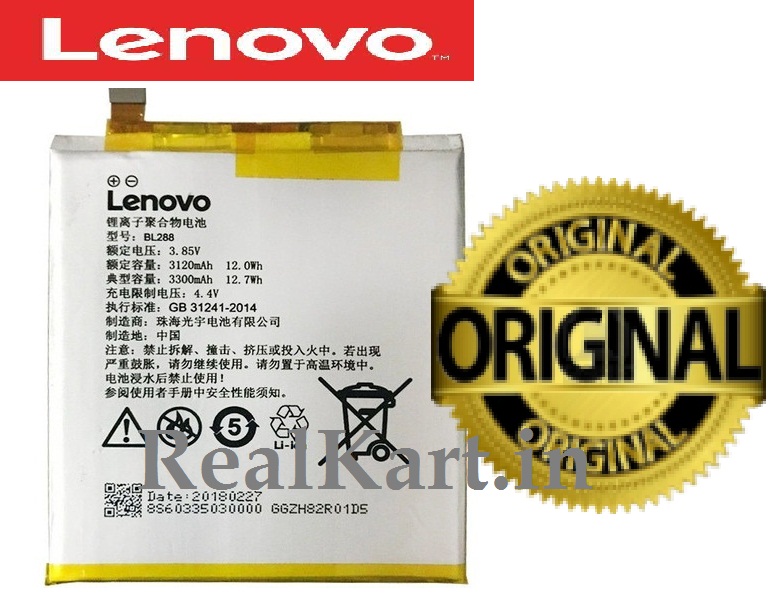 Lenovo™
Lenovo
锂离子聚合物电池
型号: BL288
额定电压: 3.85V
额定容量: 3120mAh 12.0Wh
典型容量: 3300mAh 12.7Wh
充电限制电压: 4.4V
执行标准: GB 31241-2014
制造商: 珠海光宇电池有限公司
制造地: 中国
注意: 禁止拆解、撞击、挤压或投入火中。若出现
严重鼓胀，请勿继续使用。请勿置于高温环境中。
电池浸水后禁止使用!
参阅使用者手册中安全性能须知。
5
RealKart.in
Date:20180227
8S60335030000 GGZH82R01D5
ORIGINAL
ORIGINAL
ORIGINAL